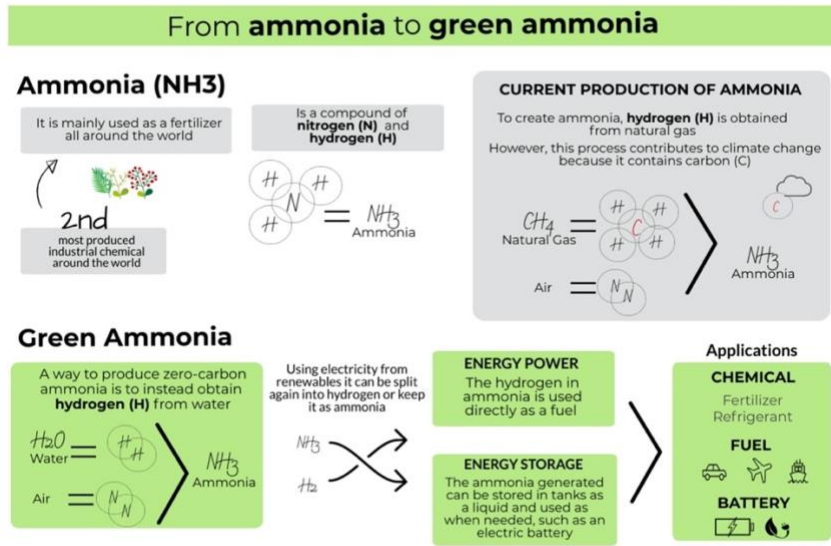 From ammonia to green ammonia
Ammonia (NH3)
It is mainly used as a fertilizer
all around the world
2nd
most produced
industrial chemical
around the world
Is a compound of
nitrogen (N) and
hydrogen (H)
H
H
N
H
= NH3
Ammonia
CURRENT PRODUCTION OF AMMONIA
To create ammonia, hydrogen (H) is obtained
from natural gas
However, this process contributes to climate change
because it contains carbon (C)
CH4 =
Natural Gas
H H
C
H H
Air =
N N
C
NH3
Ammonia
Green Ammonia
A way to produce zero-carbon
ammonia is to instead obtain
hydrogen (H) from water
H2O =
Water
H H
Air =
N N
NH3
Ammonia
Using electricity from
renewables it can be split
again into hydrogen or keep
it as ammonia
NH3
H2
ENERGY POWER
The hydrogen in
ammonia is used
directly as a fuel
ENERGY STORAGE
The ammonia generated
can be stored in tanks as
a liquid and used as
when needed, such as an
electric battery
Applications
CHEMICAL
Fertilizer
Refrigerant
FUEL
BATTERY